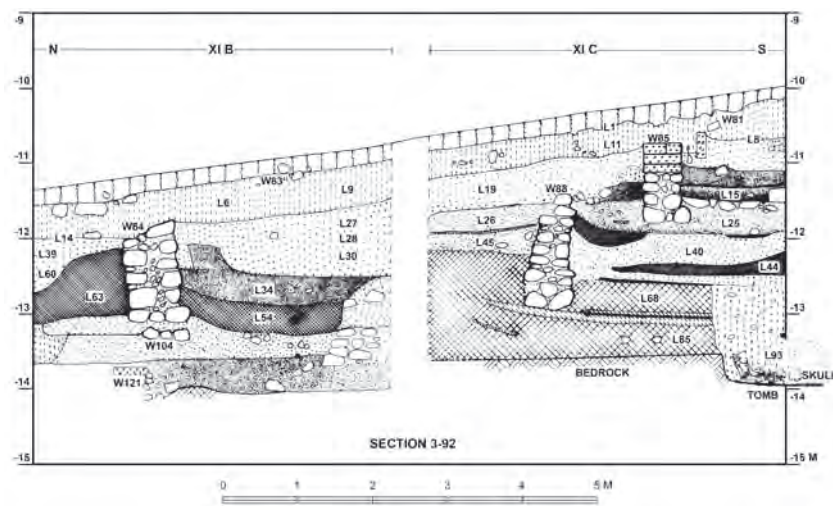 -9 -9
N XI B XI C S
-10 -10
W81
L1
L11 W85 L8
-11 -11
W63
L6 L9 L19 L15
W88
W84 L27 L26 L25
-12 L14 L28 -12
L39 L30 L45 L40
L60 L44
L63 L34 L68
-13 L54 -13
W104 L65 L93
W121 BEDROCK SKULL
-14 TOMB -14
SECTION 3-92
-15 -15 M
0 1 2 3 4 5 M